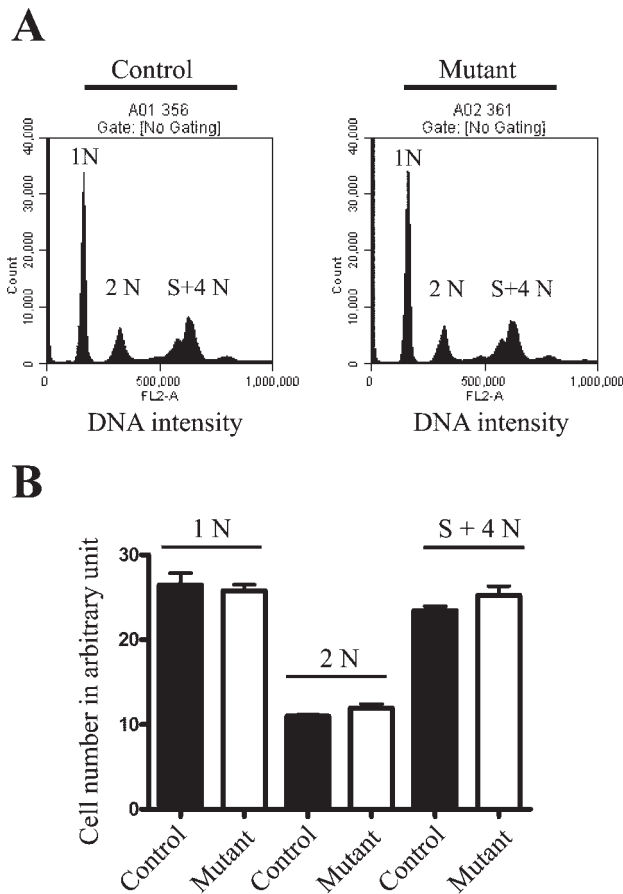 A
Control
Mutant
A01 356
Gate: [No Gating]
A02 361
Gate: [No Gating]
40,000
30,000
20,000
10,000
0
Count
1N
2 N
S+4 N
0
500,000
1,000,000
FL2-A
DNA intensity
40,000
30,000
20,000
10,000
0
Count
1N
2 N
S+4 N
0
500,000
1,000,000
FL2-A
DNA intensity
B
Cell number in arbitrary unit
30
20
10
0
1 N
2 N
S + 4 N
Control
Mutant
Control
Mutant
Control
Mutant